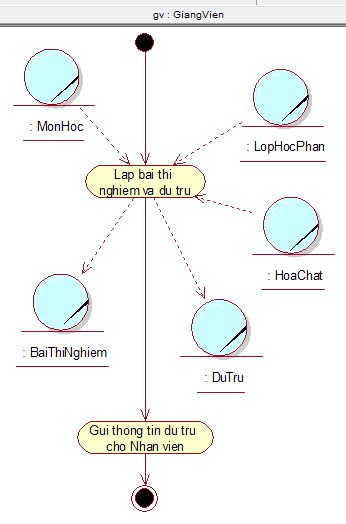 gv : GiangVien
: MonHoc
: LopHocPhan
Lap bai thi
nghiem va du tru
: HoaChat
: BaiThiNghiem
: DuTru
Gui thong tin du tru
cho Nhan vien